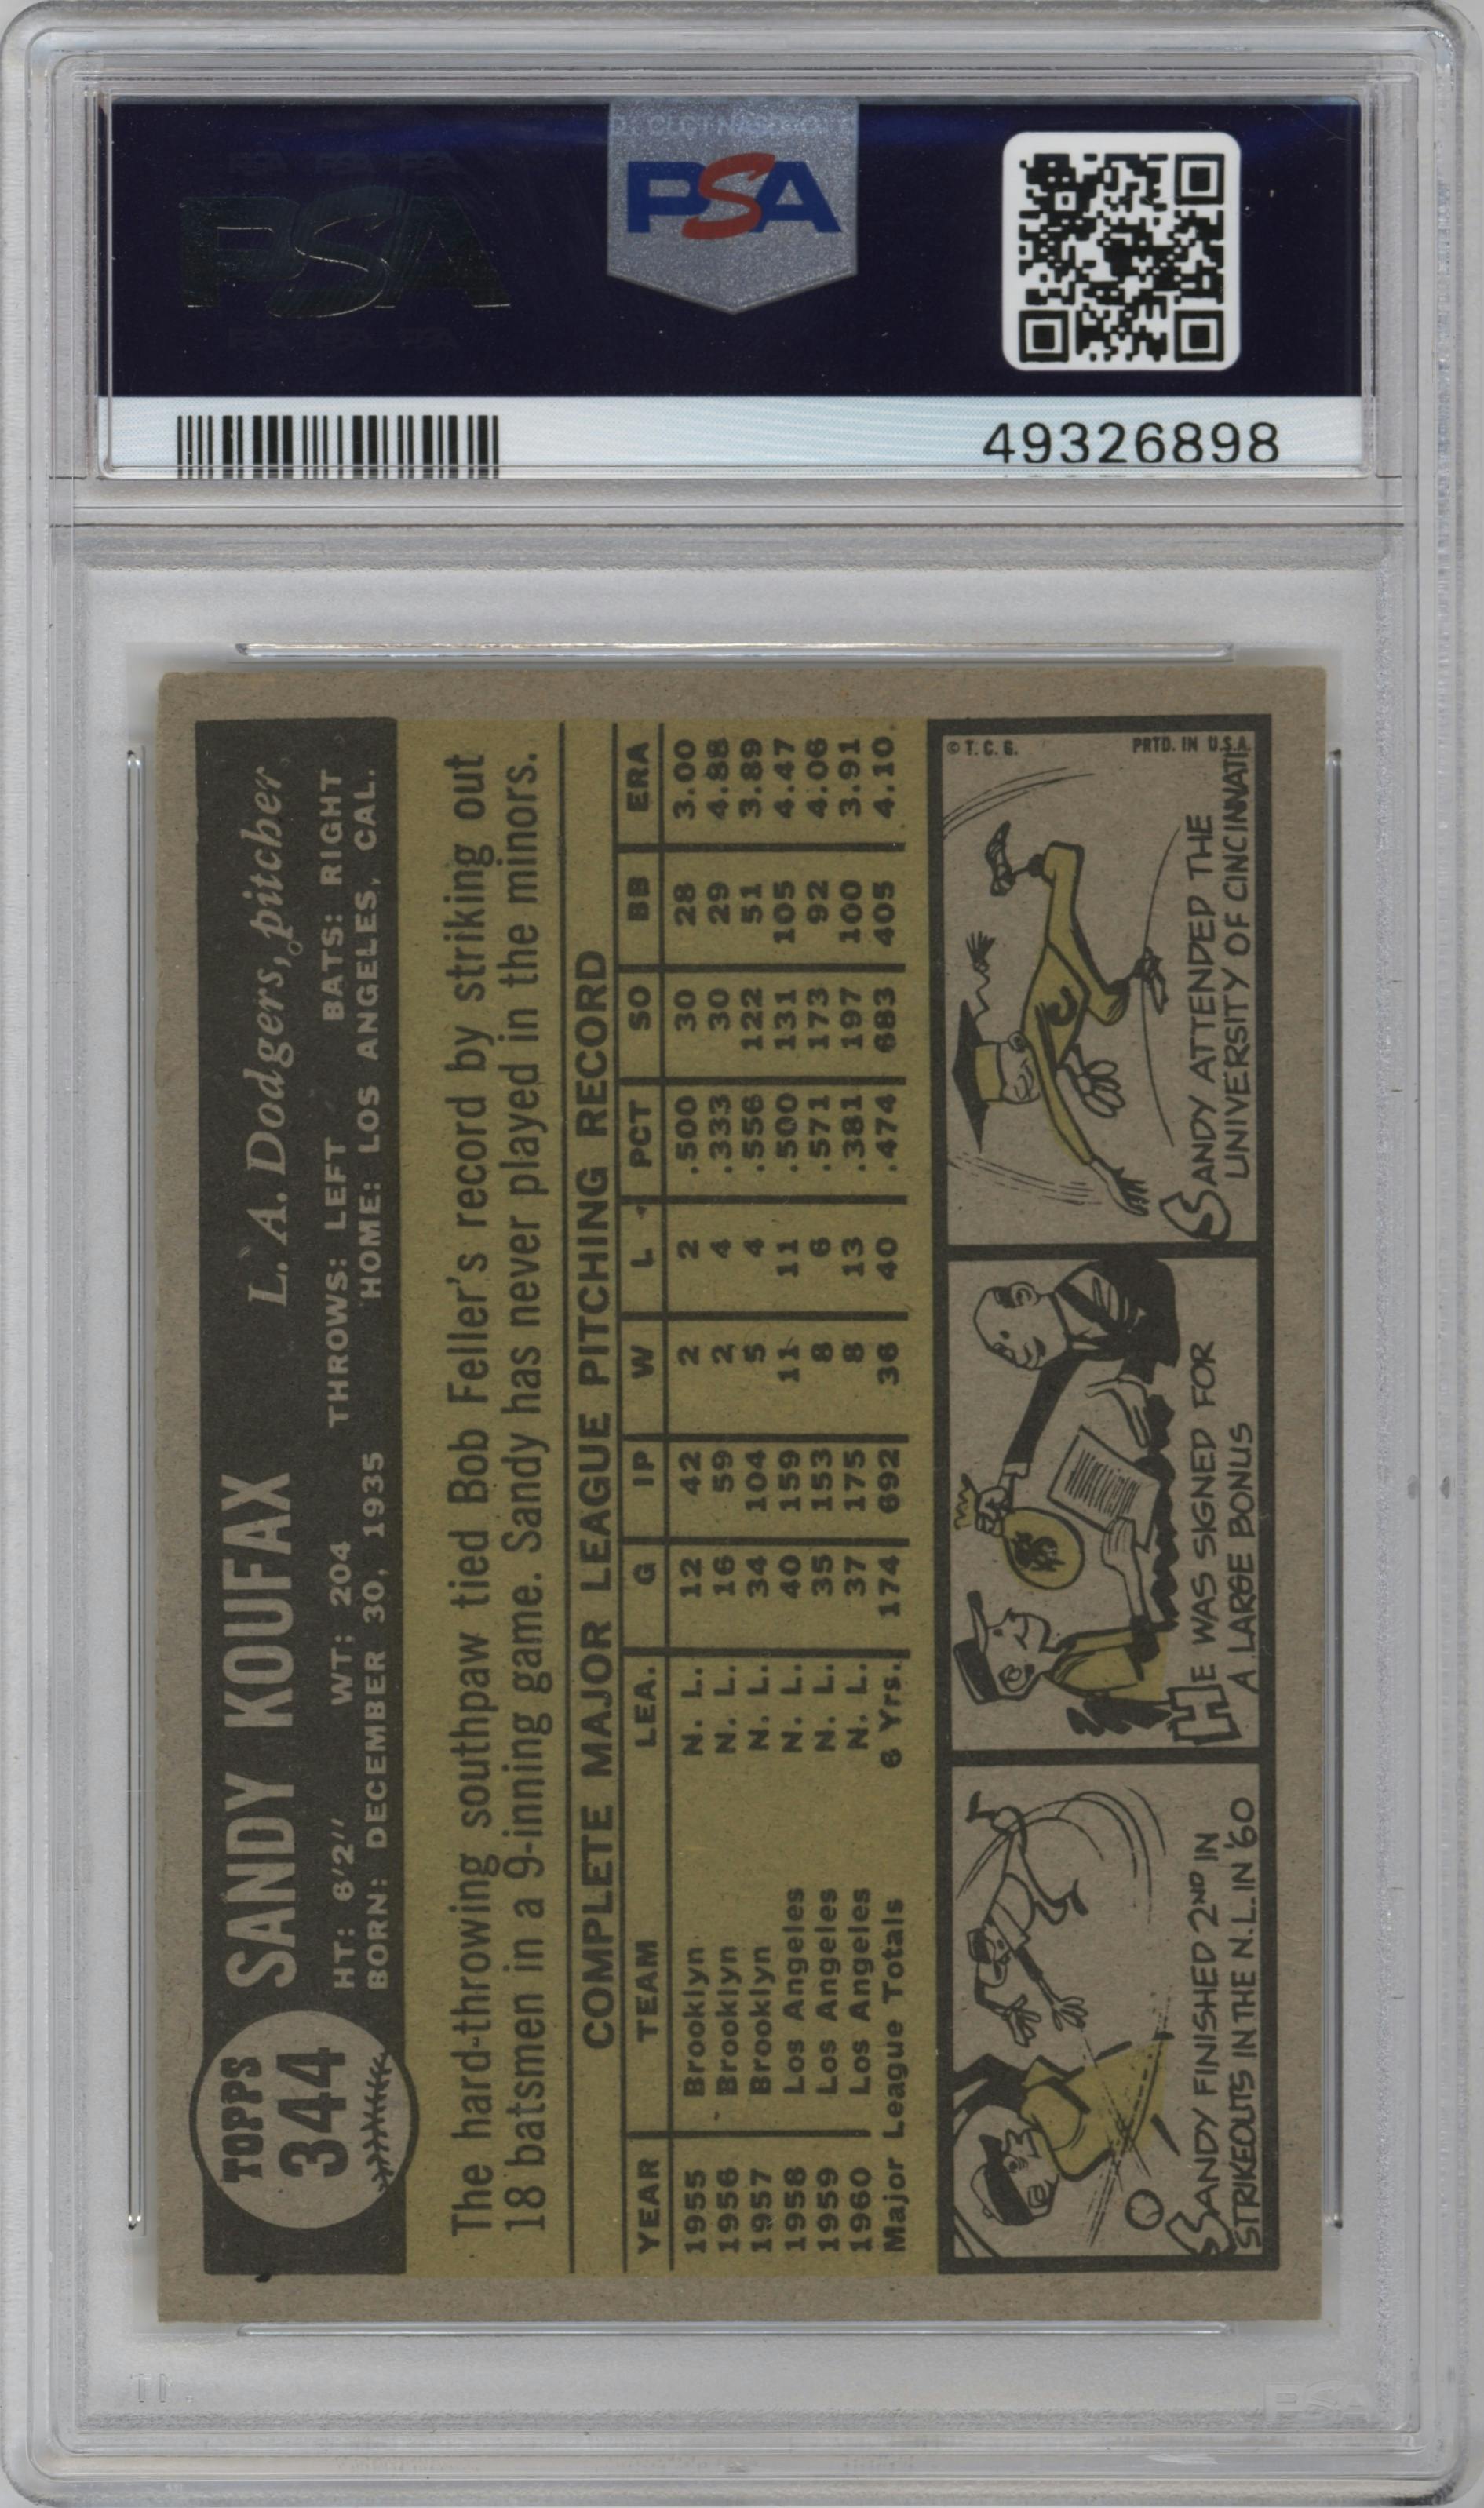 PSA
PSA
49326898
TOPPS
344
SANDY KOUFAX
L. A. Dodgers, pitcher
HT: 6'2" WT: 204 THROWS: LEFT BATS: RIGHT
BORN: DECEMBER 30, 1935 HOME: LOS ANGELES, CAL.
The hard-throwing southpaw tied Bob Feller's record by striking out
18 batsmen in a 9-inning game. Sandy has never played in the minors.
COMPLETE MAJOR LEAGUE PITCHING RECORD
YEAR TEAM LEA. G IP W L PCT SO BB ERA
1955 Brooklyn N. L. 12 42 2 2 .500 30 28 3.00
1956 Brooklyn N. L. 16 59 2 4 .333 30 29 4.88
1957 Brooklyn N. L. 34 104 5 4 .556 122 51 3.89
1958 Los Angeles N. L. 40 159 11 11 .500 131 105 4.47
1959 Los Angeles N. L. 35 153 8 6 .571 173 92 4.06
1960 Los Angeles N. L. 37 175 8 13 .381 197 100 3.91
Major League Totals 6 Yrs. 174 692 36 40 .474 683 405 4.10
SANDY FINISHED 2ND IN
STRIKEOUTS IN THE N.L. IN '60
HE WAS SIGNED FOR
A LARGE BONUS
© T. C. G. PRTD. IN U.S.A.
SANDY ATTENDED THE
UNIVERSITY OF CINCINNATI
PSA